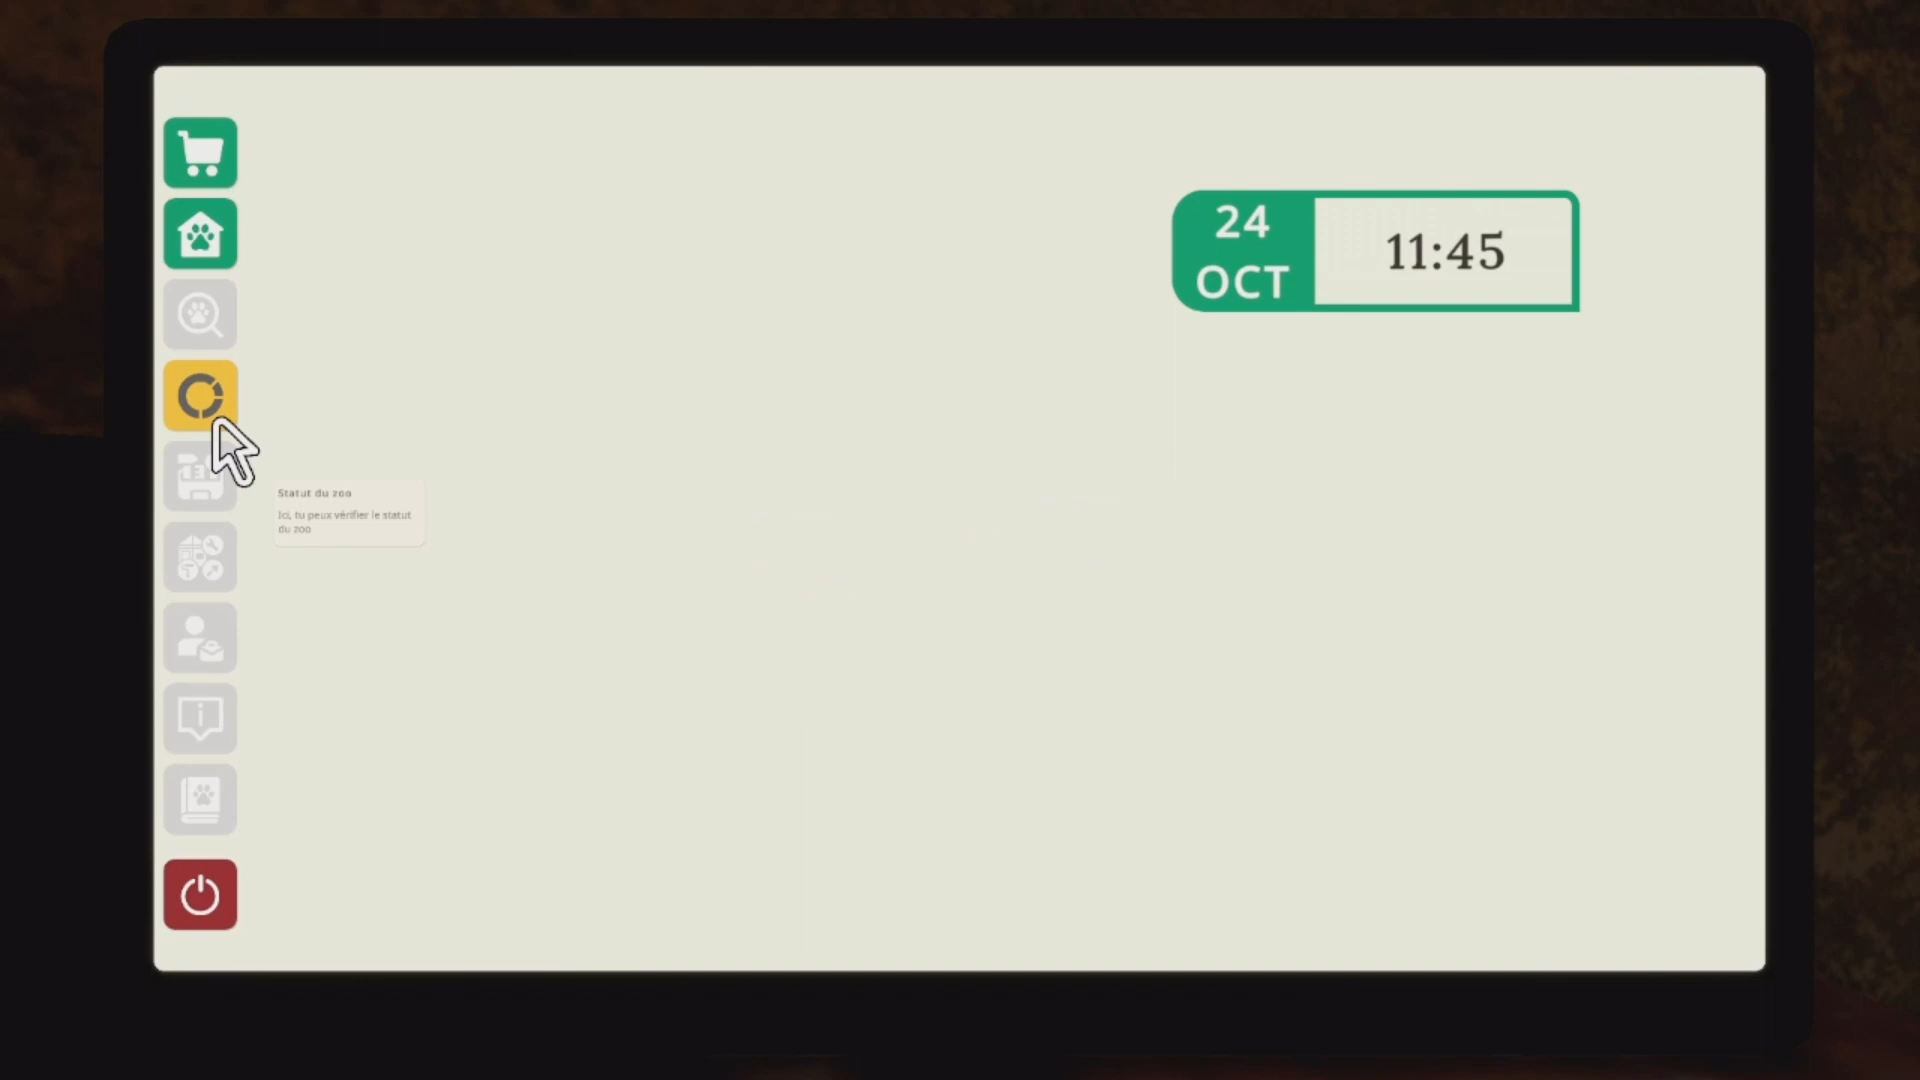 24
OCT
11:45
Statut du zoo
Ici, tu peux vérifier le statut
du zoo